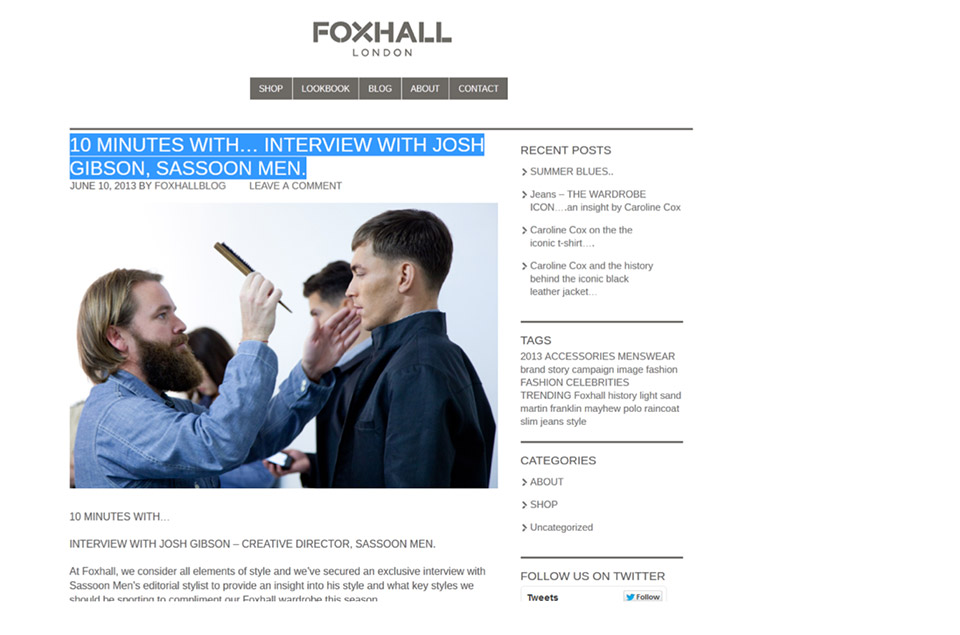 FOXHALL
LONDON
SHOP LOOKBOOK BLOG ABOUT CONTACT
10 MINUTES WITH… INTERVIEW WITH JOSH
GIBSON, SASSOON MEN.
JUNE 10, 2013 BY FOXHALLBLOG LEAVE A COMMENT
10 MINUTES WITH…
INTERVIEW WITH JOSH GIBSON – CREATIVE DIRECTOR, SASSOON MEN.
At Foxhall, we consider all elements of style and we've secured an exclusive interview with
Sassoon Men's editorial stylist to provide an insight into his style and what key styles we
should be sporting to compliment our Foxhall wardrobe this season
RECENT POSTS
SUMMER BLUES..
Jeans – THE WARDROBE
ICON….an insight by Caroline Cox
Caroline Cox on the the
iconic t-shirt….
Caroline Cox and the history
behind the iconic black
leather jacket…
TAGS
2013 ACCESSORIES MENSWEAR
brand story campaign image fashion
FASHION CELEBRITIES
TRENDING Foxhall history light sand
martin franklin mayhew polo raincoat
slim jeans style
CATEGORIES
ABOUT
SHOP
Uncategorized
FOLLOW US ON TWITTER
Tweets Follow